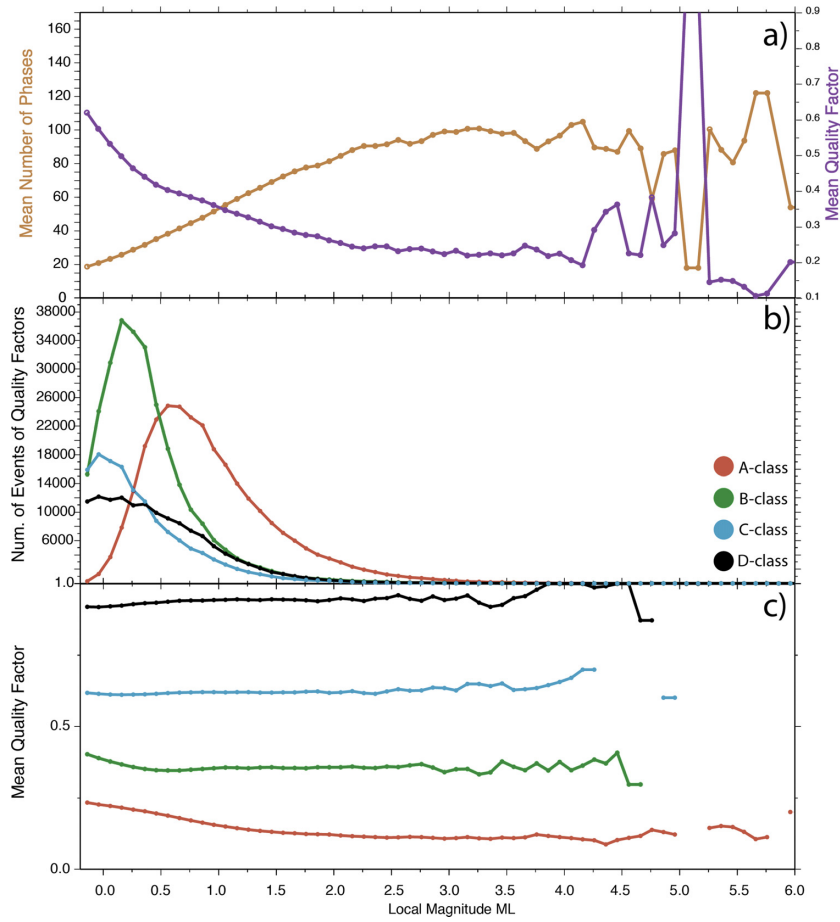 a)
Mean Number of Phases
160
140
120
100
80
60
40
20
0
0.9
0.8
0.7
0.6
0.5
0.4
0.3
0.2
0.1
Mean Quality Factor
b)
Num. of Events of Quality Factors
38000
34000
30000
26000
22000
18000
14000
10000
6000
A-class
B-class
C-class
D-class
c)
Mean Quality Factor
1.0
0.5
0.0
0.0 0.5 1.0 1.5 2.0 2.5 3.0 3.5 4.0 4.5 5.0 5.5 6.0
Local Magnitude ML